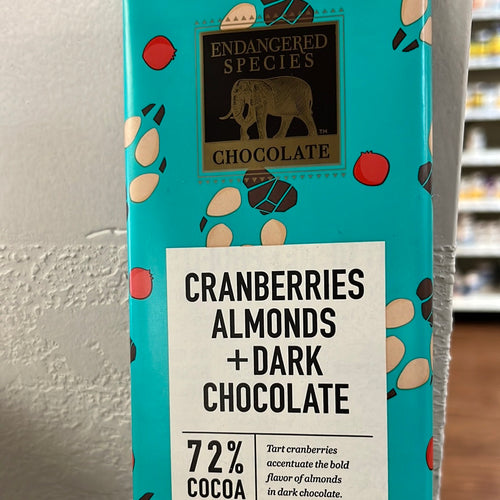 ENDANGERED
SPECIES
TM
CHOCOLATE
CRANBERRIES
ALMONDS
+DARK
CHOCOLATE
72%
COCOA
Tart cranberries
accentuate the bold
flavor of almonds
in dark chocolate.